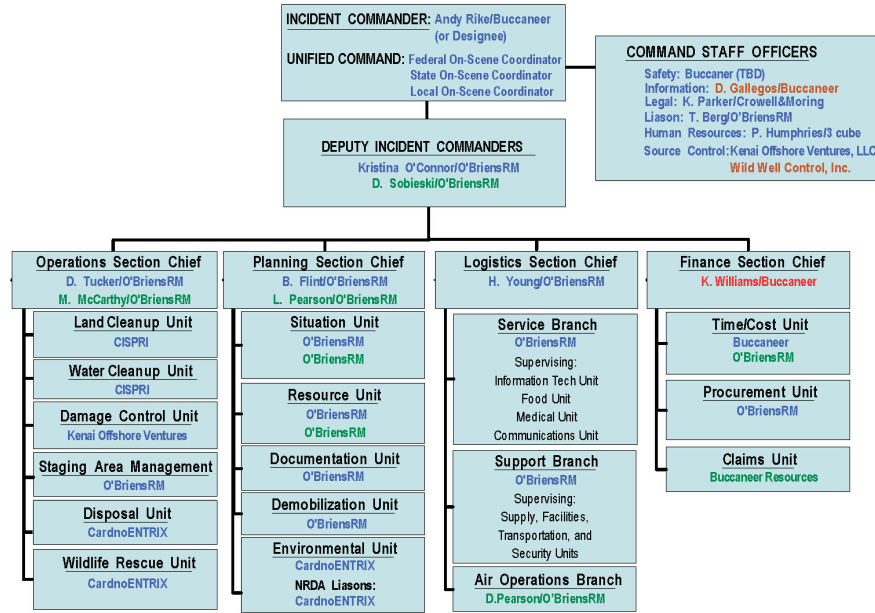 INCIDENT COMMANDER: Andy Rike/Buccaneer
(or Designee)
UNIFIED COMMAND: Federal On-Scene Coordinator
State On-Scene Coordinator
Local On-Scene Coordinator
COMMAND STAFF OFFICERS
Safety: Buccaner (TBD)
Information: D. Gallegos/Buccaneer
Legal: K. Parker/Crowell&Moring
Liason: T. Berg/O'BriensRM
Human Resources: P. Humphries/3 cube
Source Control: Kenai Offshore Ventures, LLC
Wild Well Control, Inc.
DEPUTY INCIDENT COMMANDERS
Kristina O'Connor/O'BriensRM
D. Sobieski/O'BriensRM
Operations Section Chief
D. Tucker/O'BriensRM
M. McCarthy/O'BriensRM
Land Cleanup Unit
CISPRI
Water Cleanup Unit
CISPRI
Damage Control Unit
Kenai Offshore Ventures
Staging Area Management
O'BriensRM
Disposal Unit
CardnoENTRIX
Wildlife Rescue Unit
CardnoENTRIX
Planning Section Chief
B. Flint/O'BriensRM
L. Pearson/O'BriensRM
Situation Unit
O'BriensRM
O'BriensRM
Resource Unit
O'BriensRM
O'BriensRM
Documentation Unit
O'BriensRM
Demobilization Unit
O'BriensRM
Environmental Unit
CardnoENTRIX
NRDA Liasons:
CardnoENTRIX
Logistics Section Chief
H. Young/O'BriensRM
Service Branch
O'BriensRM
Supervising:
Information Tech Unit
Food Unit
Medical Unit
Communications Unit
Support Branch
O'BriensRM
Supervising:
Supply, Facilities,
Transportation, and
Security Units
Air Operations Branch
D.Pearson/O'BriensRM
Finance Section Chief
K. Williams/Buccaneer
Time/Cost Unit
Buccaneer
O'BriensRM
Procurement Unit
O'BriensRM
Claims Unit
Buccaneer Resources